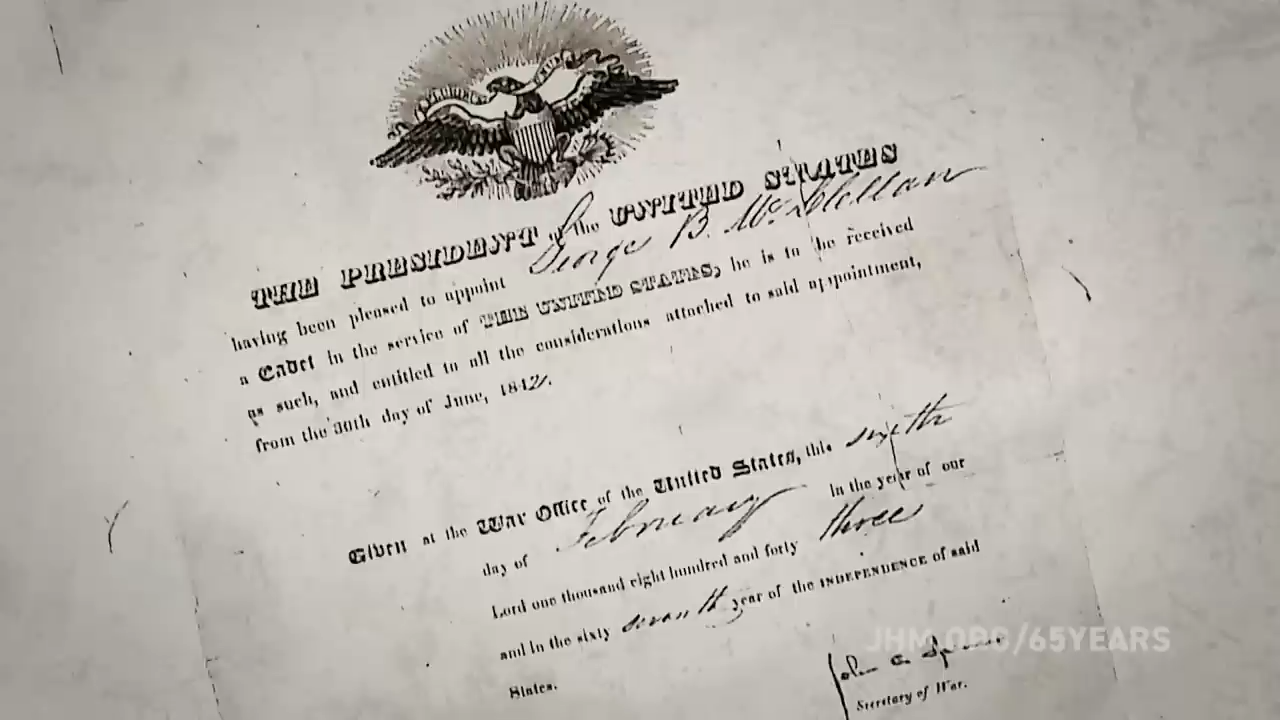 THE PRESIDENT of the UNITED STATES
having been pleased to appoint George B. McClellan
a Cadet in the service of THE UNITED STATES, he is to be received
as such, and entitled to all the considerations attached to said appointment,
from the 30th day of June, 1842.
Given at the War Office of the United States, this sixth
day of February In the year of our
Lord one thousand eight hundred and forty three
and in the sixty seventh year of the INDEPENDENCE of said
States.
JHM.ORG/65YEARS
John C. Spencer
Secretary of War.